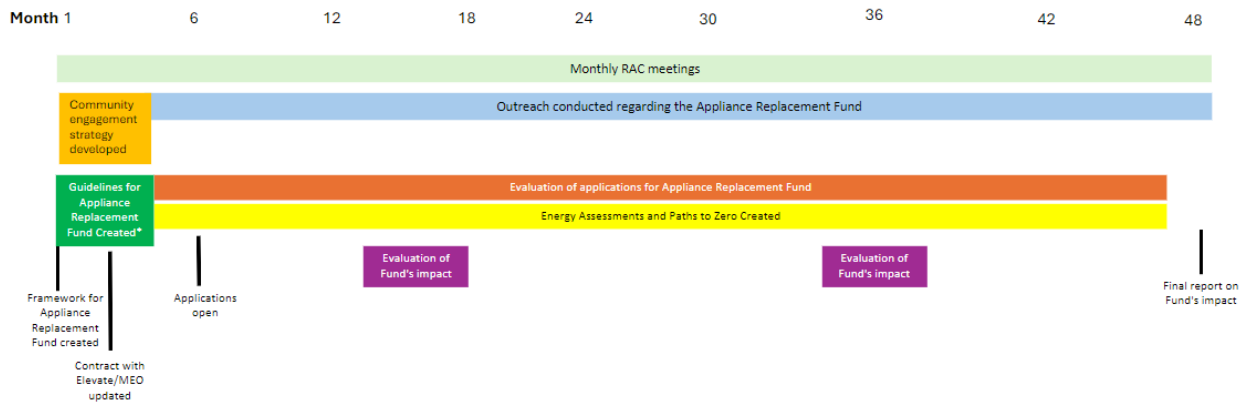 Month 1 6 12 18 24 30 36 42 48
Monthly RAC meetings
Community
engagement
strategy
developed
Outreach conducted regarding the Appliance Replacement Fund
Guidelines for
Appliance
Replacement
Fund Created*
Evaluation of applications for Appliance Replacement Fund
Energy Assessments and Paths to Zero Created
Evaluation of
Fund's impact
Evaluation of
Fund's impact
Framework for
Appliance
Replacement
Fund created
Contract with
Elevate/MEO
updated
Applications
open
Final report on
Fund's impact